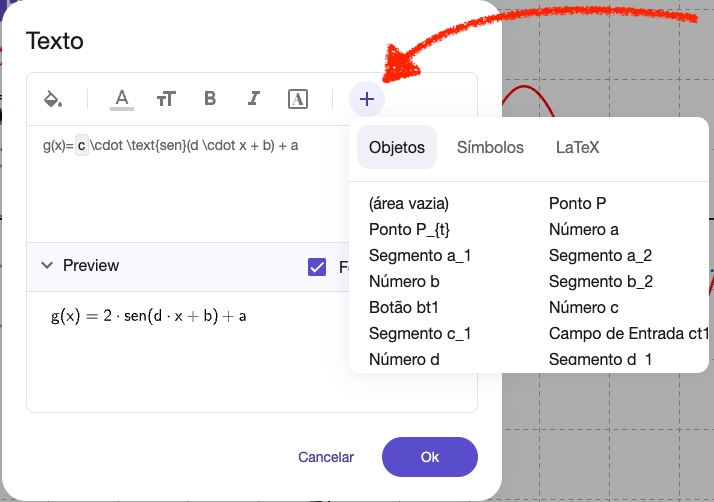 Texto
A TT B I A +
g(x)= c \cdot \text{sen}(d \cdot x + b) + a
Objetos Símbolos LaTeX
(área vazia) Ponto P
Ponto P_{t} Número a
Segmento a_1 Segmento a_2
Número b Segmento b_2
Botão bt1 Número c
Segmento c_1 Campo de Entrada ct1
Número d Segmento d_1
Preview
g(x) = 2 · sen(d · x + b) + a
Cancelar Ok